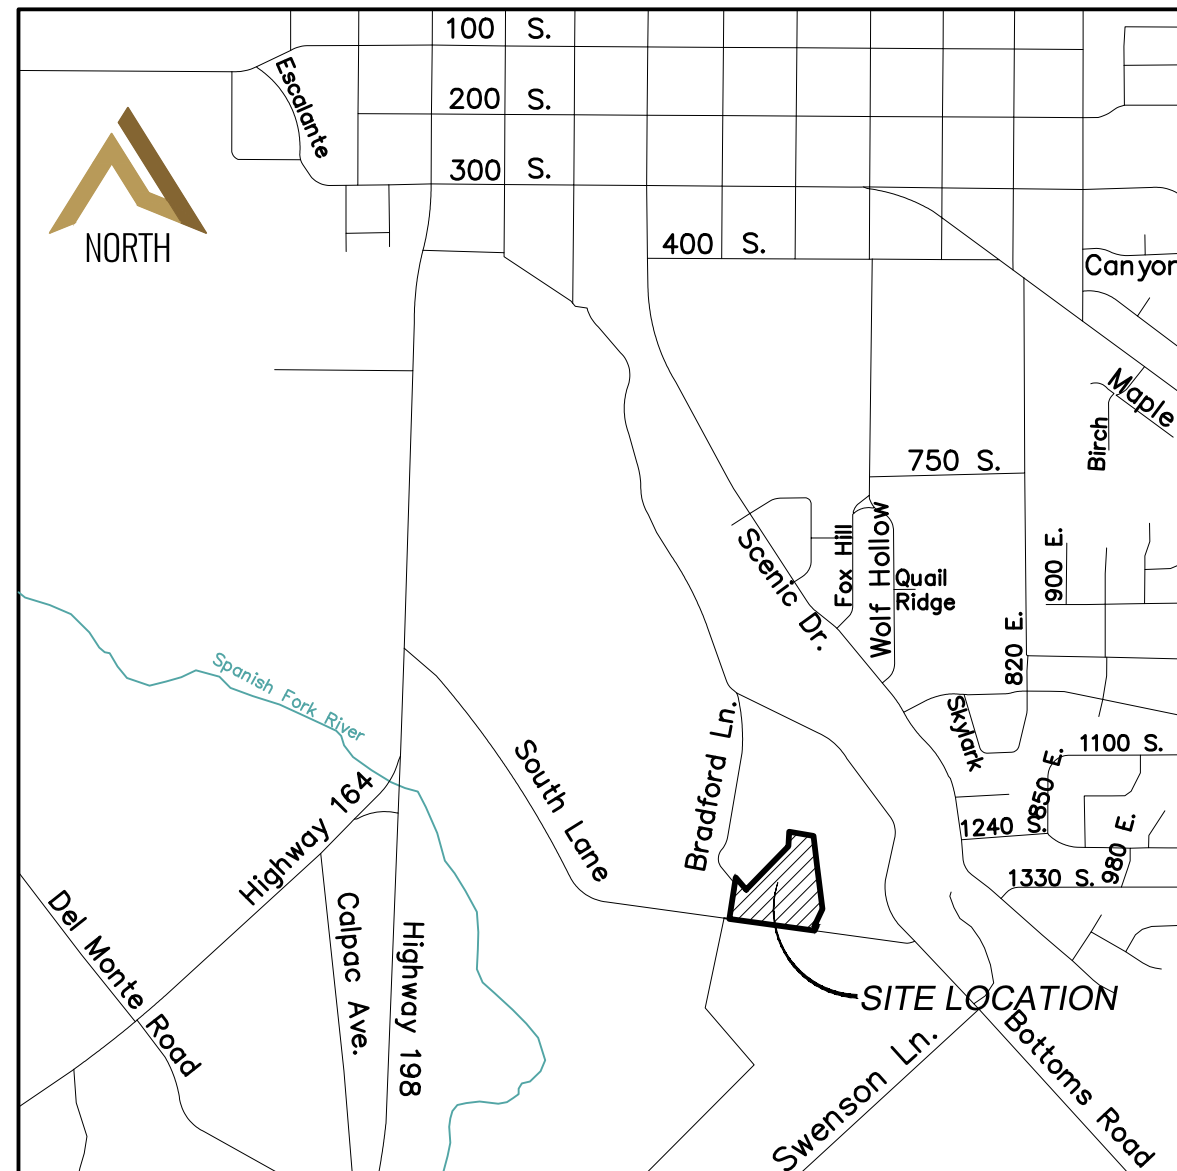 100 S.
Escalante
200 S.
300 S.
NORTH
400 S.
Canyon
Maple
Birch
750 S.
Scenic Dr.
Fox Hill
Wolf Hollow
Quail
Ridge
900 E.
820 E.
Spanish Fork River
Skylark
Bradford Ln.
1100 S.
South Lane
850 E.
Highway 164
1240 S.
980 E.
1330 S.
Del Monte Road
Calpac Ave.
Highway 198
SITE LOCATION
Swenson Ln.
Bottoms Road